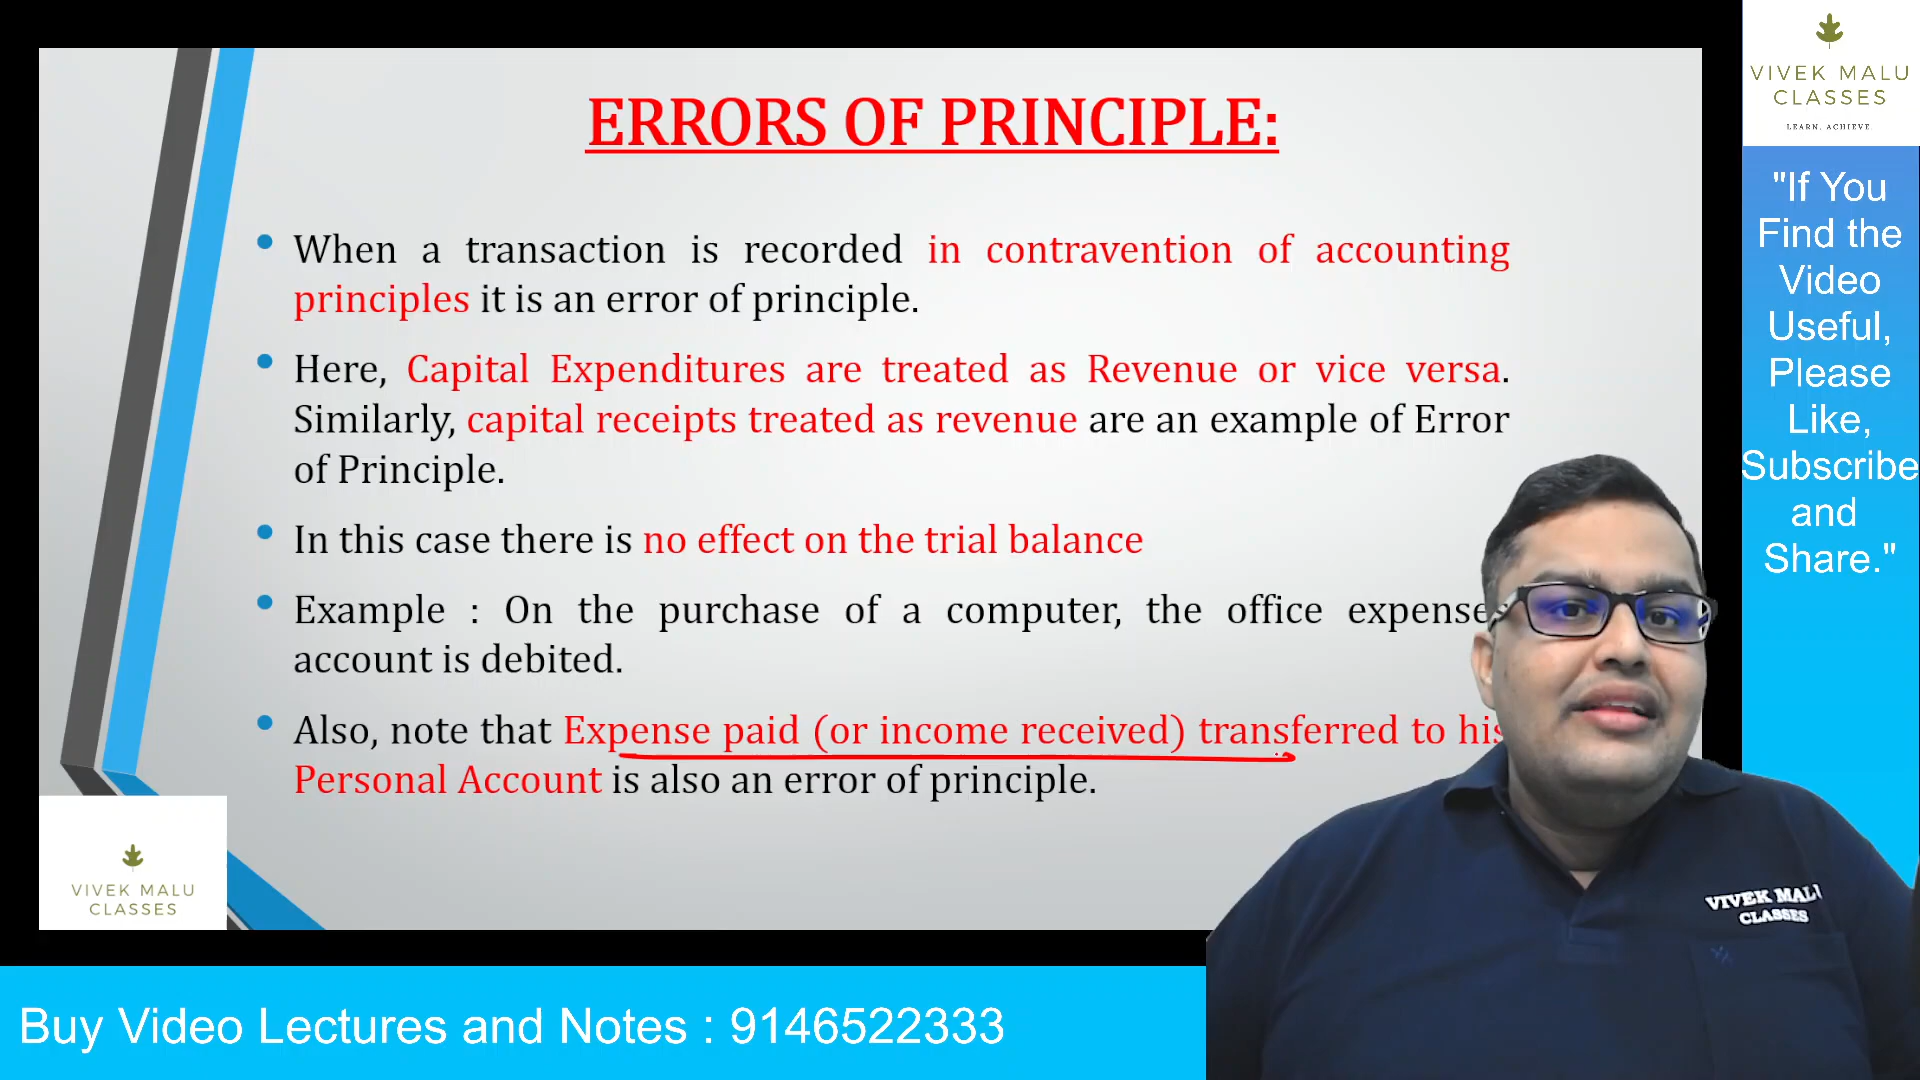 ERRORS OF PRINCIPLE:
When a transaction is recorded in contravention of accounting
principles it is an error of principle.
Here, Capital Expenditures are treated as Revenue or vice versa.
Similarly, capital receipts treated as revenue are an example of Error
of Principle.
In this case there is no effect on the trial balance
Example : On the purchase of a computer, the office expenses
account is debited.
Also, note that Expense paid (or income received) transferred to his
Personal Account is also an error of principle.
VIVEK MALU
CLASSES
VIVEK MALU
CLASSES
LEARN. ACHIEVE.
"If You
Find the
Video
Useful,
Please
Like,
Subscribe
and
Share."
VIVEK MALU
CLASSES
Buy Video Lectures and Notes : 9146522333